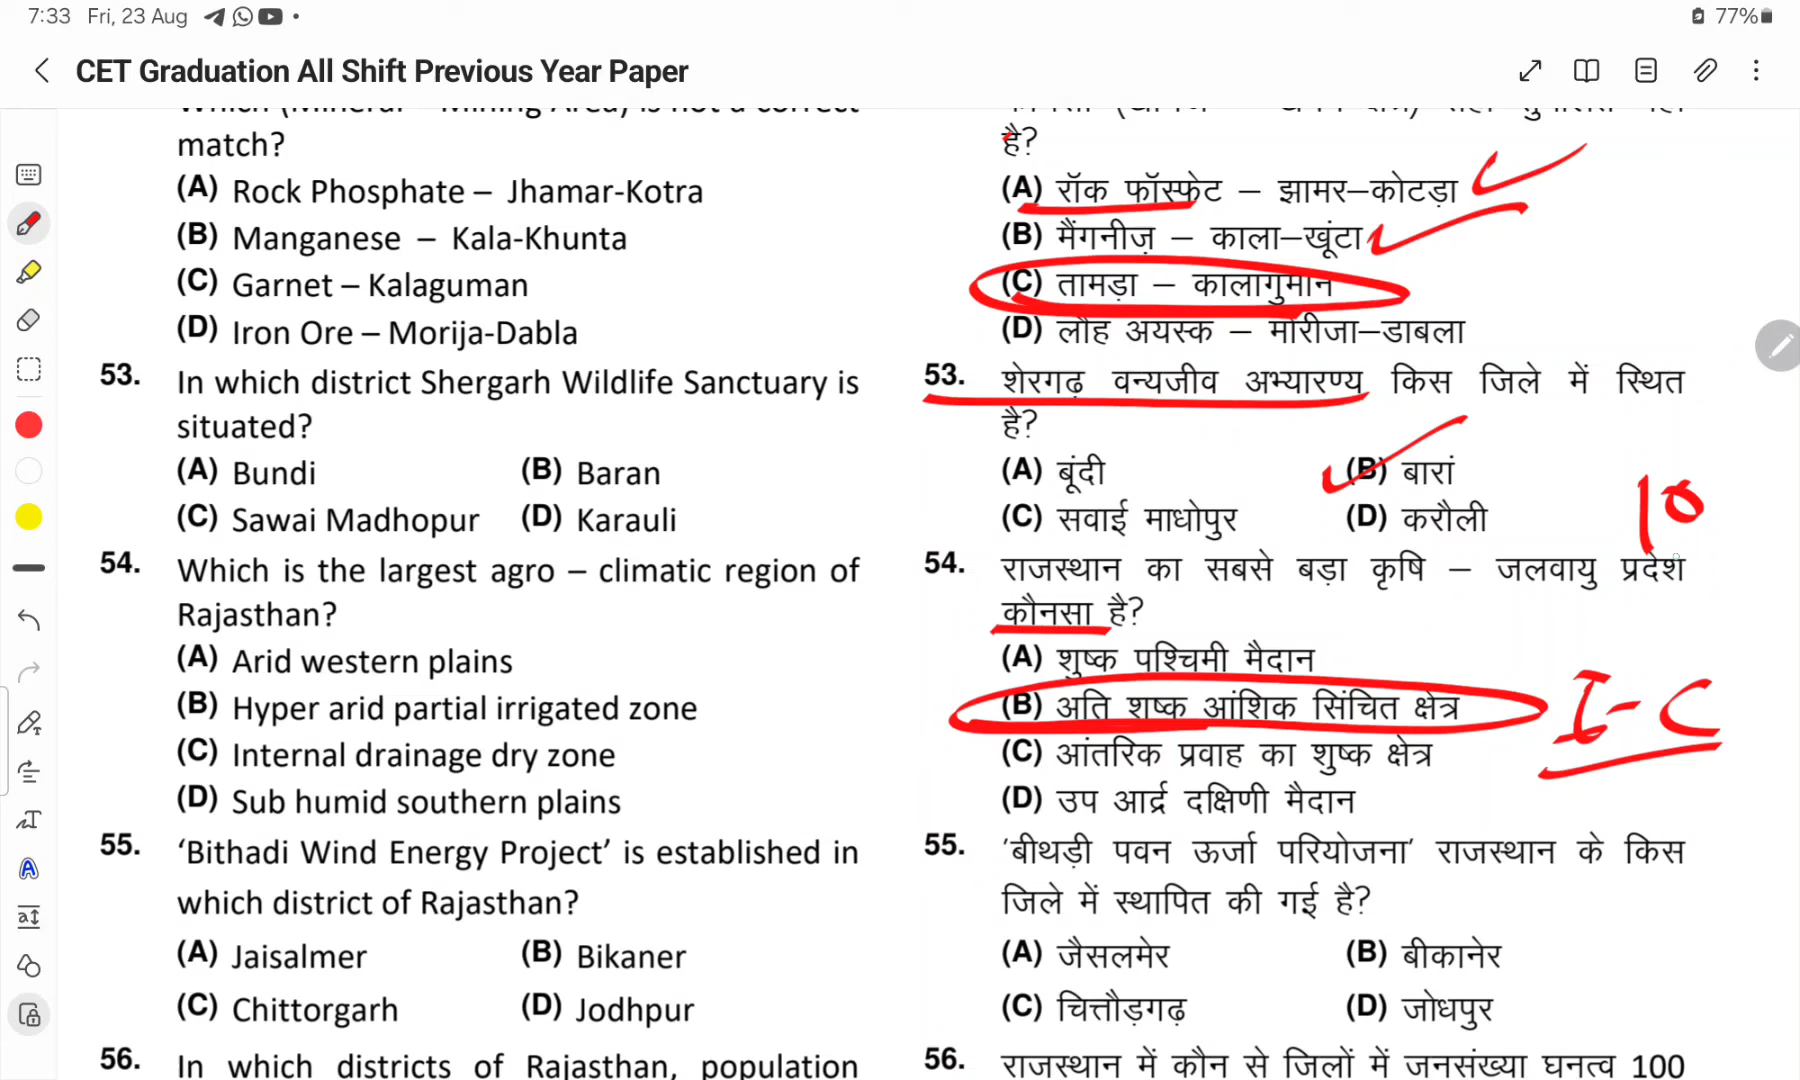 7:33 Fri, 23 Aug
77%
CET Graduation All Shift Previous Year Paper
Which (Mineral – Mining Area) is not a correct
match?
(A) Rock Phosphate – Jhamar-Kotra
(B) Manganese – Kala-Khunta
(C) Garnet – Kalaguman
(D) Iron Ore – Morija-Dabla
53. In which district Shergarh Wildlife Sanctuary is
situated?
(A) Bundi (B) Baran
(C) Sawai Madhopur (D) Karauli
54. Which is the largest agro – climatic region of
Rajasthan?
(A) Arid western plains
(B) Hyper arid partial irrigated zone
(C) Internal drainage dry zone
(D) Sub humid southern plains
55. ‘Bithadi Wind Energy Project’ is established in
which district of Rajasthan?
(A) Jaisalmer (B) Bikaner
(C) Chittorgarh (D) Jodhpur
56. In which districts of Rajasthan, population
है?
(A) रॉक फॉस्फेट – झामर–कोटड़ा
(B) मैंगनीज़ – काला–खूंटा
(C) तामड़ा – कालागुमान
(D) लौह अयस्क – मोरीजा–डाबला
53. शेरगढ़ वन्यजीव अभ्यारण्य किस जिले में स्थित
है?
(A) बूंदी (B) बारां
(C) सवाई माधोपुर (D) करौली
10
54. राजस्थान का सबसे बड़ा कृषि – जलवायु प्रदेश
कौनसा है?
(A) शुष्क पश्चिमी मैदान
(B) अति शुष्क आंशिक सिंचित क्षेत्र
I-C
(C) आंतरिक प्रवाह का शुष्क क्षेत्र
(D) उप आर्द्र दक्षिणी मैदान
55. ‘बीथड़ी पवन ऊर्जा परियोजना’ राजस्थान के किस
जिले में स्थापित की गई है?
(A) जैसलमेर (B) बीकानेर
(C) चित्तौड़गढ़ (D) जोधपुर
56. राजस्थान में कौन से जिलों में जनसंख्या घनत्व 100